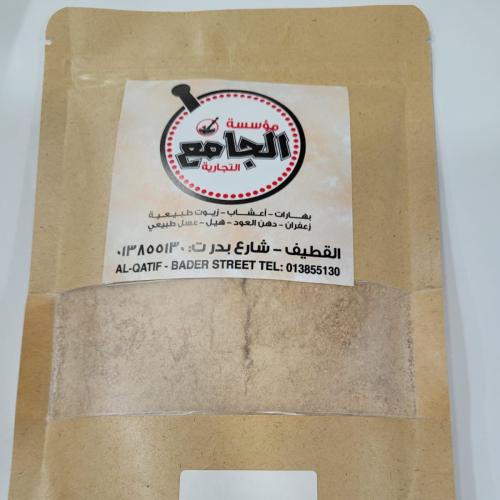 مؤسسة
الجامع
التجارية
بهارات - أعشاب - زيوت طبيعية
زعفران - دهن العود - هيل - عسل طبيعي
القطيف - شارع بدر ت: ٠١٣٨٥٥١٣٠
AL-QATIF - BADER STREET TEL: 013855130